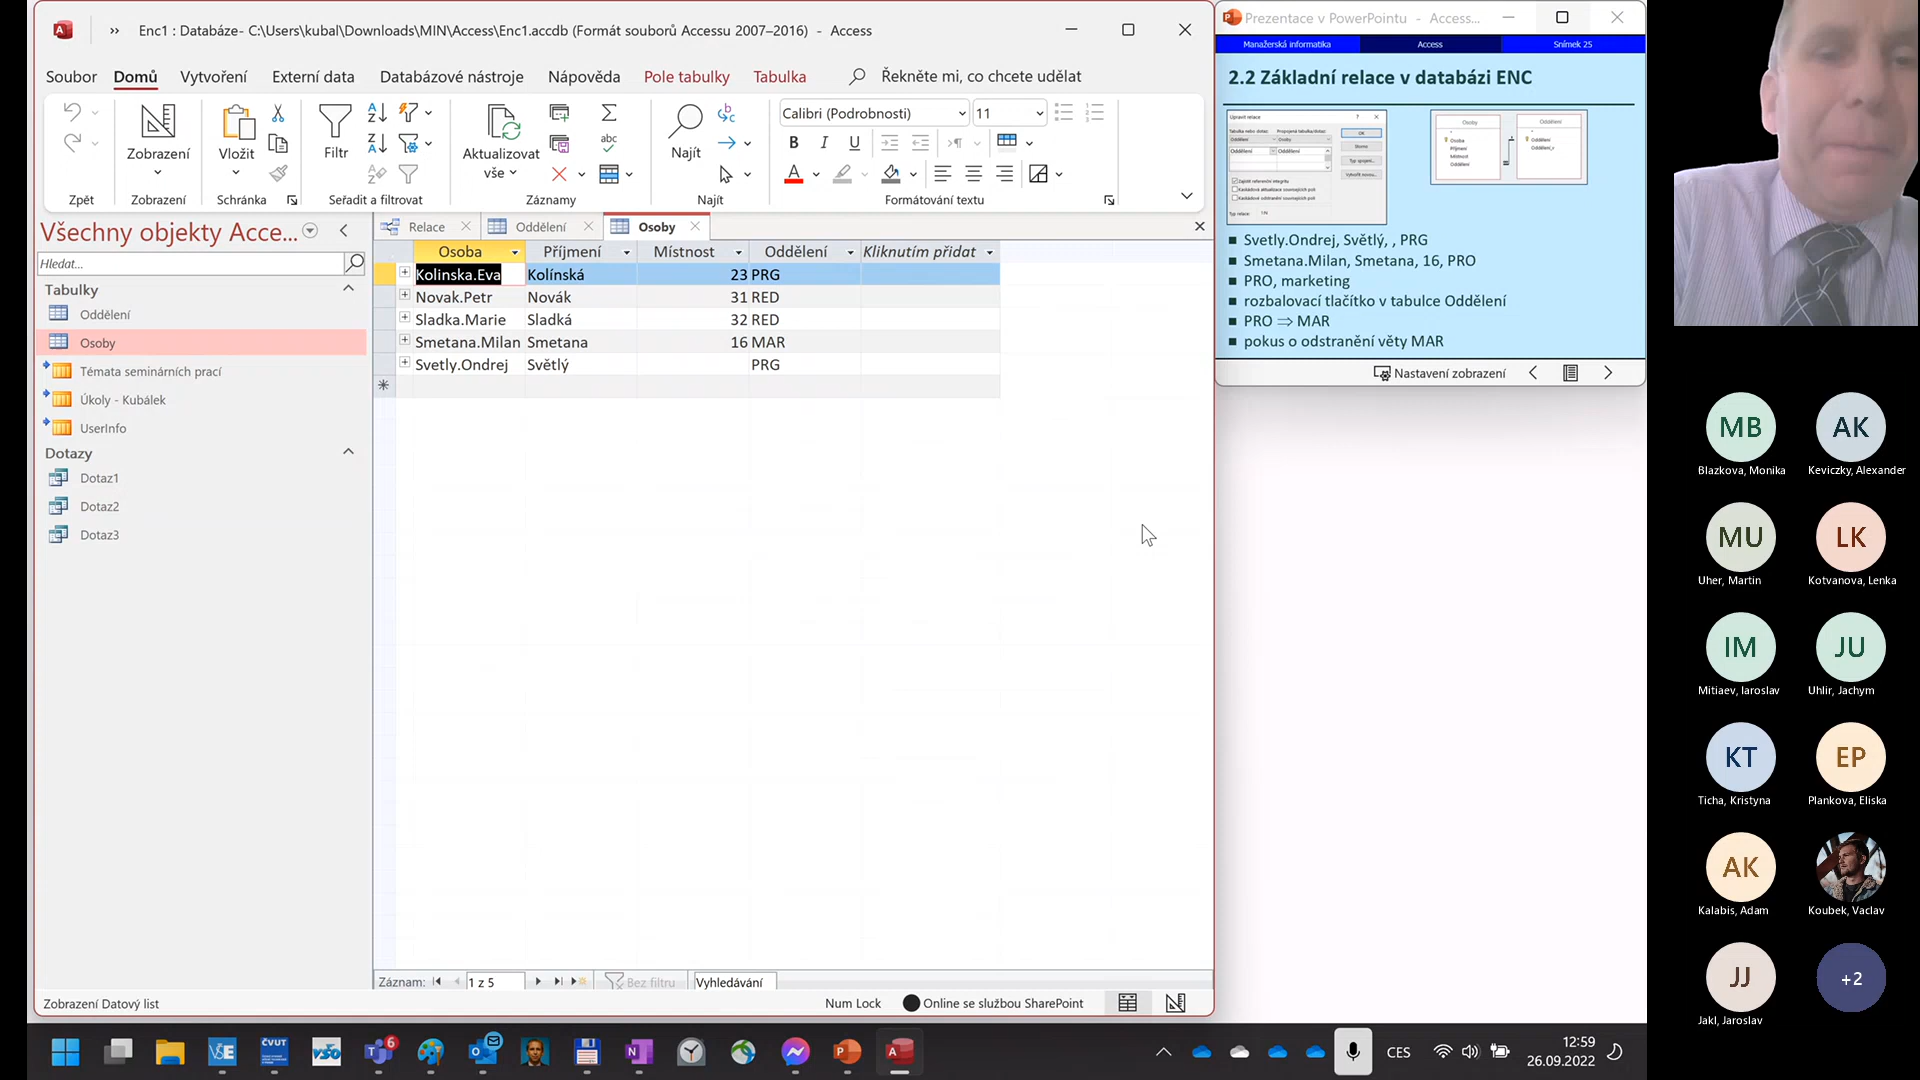 Enc1 : Databáze- C:\Users\kubal\Downloads\MIN\Access\Enc1.accdb (Formát souborů Accessu 2007–2016) - Access
Soubor Domů Vytvoření Externí data Databázové nástroje Nápověda Pole tabulky Tabulka Řekněte mi, co chcete udělat
Zobrazení Vložit Filtr Aktualizovat vše Najít
Calibri (Podrobnosti) 11
Zpět Zobrazení Schránka Seřadit a filtrovat Záznamy Najít Formátování textu
Všechny objekty Acce...
Hledat...
Tabulky
Oddělení
Osoby
Témata seminárních prací
Úkoly - Kubálek
UserInfo
Dotazy
Dotaz1
Dotaz2
Dotaz3
Relace Oddělení Osoby
Osoba Příjmení Místnost Oddělení Kliknutím přidat
Kolinska.Eva Kolínská 23 PRG
Novak.Petr Novák 31 RED
Sladka.Marie Sladká 32 RED
Smetana.Milan Smetana 16 MAR
Svetly.Ondrej Světlý PRG
Záznam: 1 z 5 Bez filtru Vyhledávání
Zobrazení Datový list Num Lock Online se službou SharePoint
Prezentace v PowerPointu - Access...
Manažerská informatika Access Snímek 25
2.2 Základní relace v databázi ENC
Upravit relace
Osoby Oddělení
Osoba
Příjmení
Místnost
Oddělení
Svetly.Ondrej, Světlý, , PRG
Smetana.Milan, Smetana, 16, PRO
PRO, marketing
rozbalovací tlačítko v tabulce Oddělení
PRO ⇒ MAR
pokus o odstranění věty MAR
Nastavení zobrazení
MB AK
Blazkova, Monika Keviczky, Alexander
MU LK
Uher, Martin Kotvanova, Lenka
IM JU
Mitiaev, Iaroslav Uhlir, Jachym
KT EP
Ticha, Kristyna Plankova, Eliska
AK
Kalabis, Adam Koubek, Vaclav
JJ +2
Jakl, Jaroslav
CES 12:59
26.09.2022